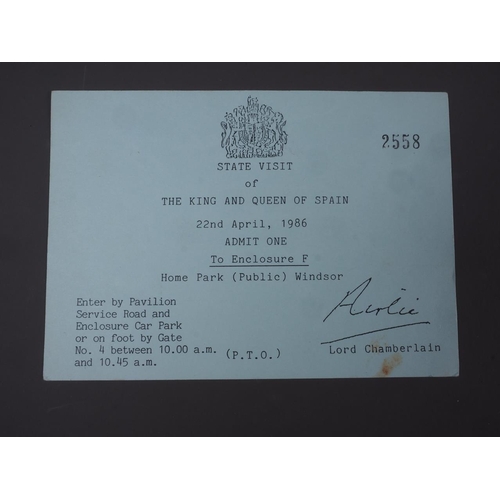 2558
STATE VISIT
of
THE KING AND QUEEN OF SPAIN
22nd April, 1986
ADMIT ONE
To Enclosure F
Home Park (Public) Windsor
Enter by Pavilion
Service Road and
Enclosure Car Park
or on foot by Gate
No. 4 between 10.00 a.m.
and 10.45 a.m.
(P.T.O.)
Airlie
Lord Chamberlain